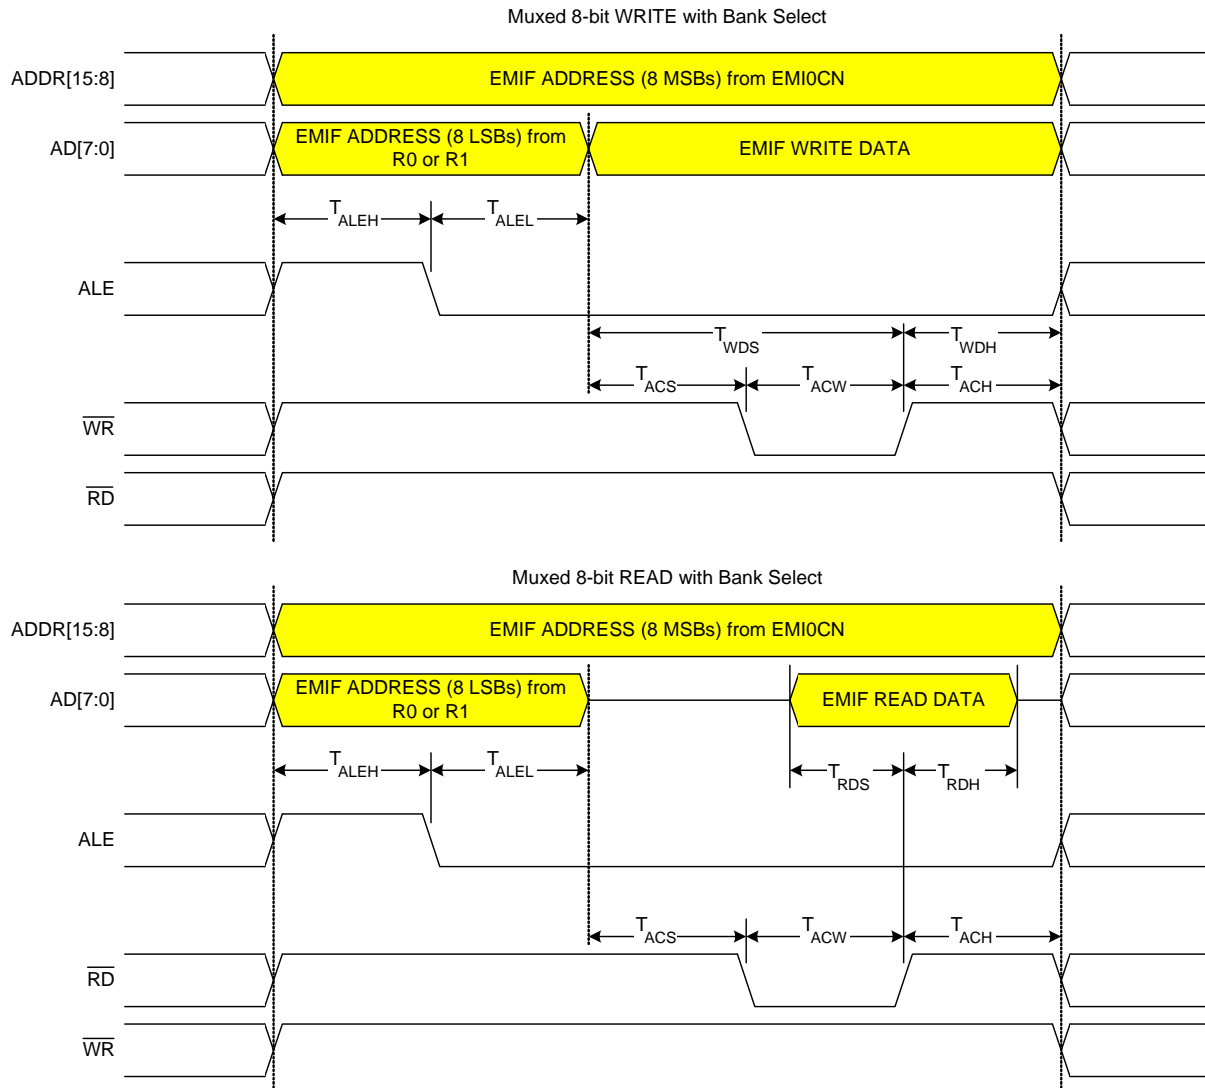 Muxed 8-bit WRITE with Bank Select
ADDR[15:8]
EMIF ADDRESS (8 MSBs) from EMI0CN
AD[7:0]
EMIF ADDRESS (8 LSBs) from
R0 or R1
EMIF WRITE DATA
TALEH
TALEL
ALE
TWDS
TWDH
TACS
TACW
TACH
WR
RD
Muxed 8-bit READ with Bank Select
ADDR[15:8]
EMIF ADDRESS (8 MSBs) from EMI0CN
AD[7:0]
EMIF ADDRESS (8 LSBs) from
R0 or R1
EMIF READ DATA
TALEH
TALEL
TRDS
TRDH
ALE
TACS
TACW
TACH
RD
WR